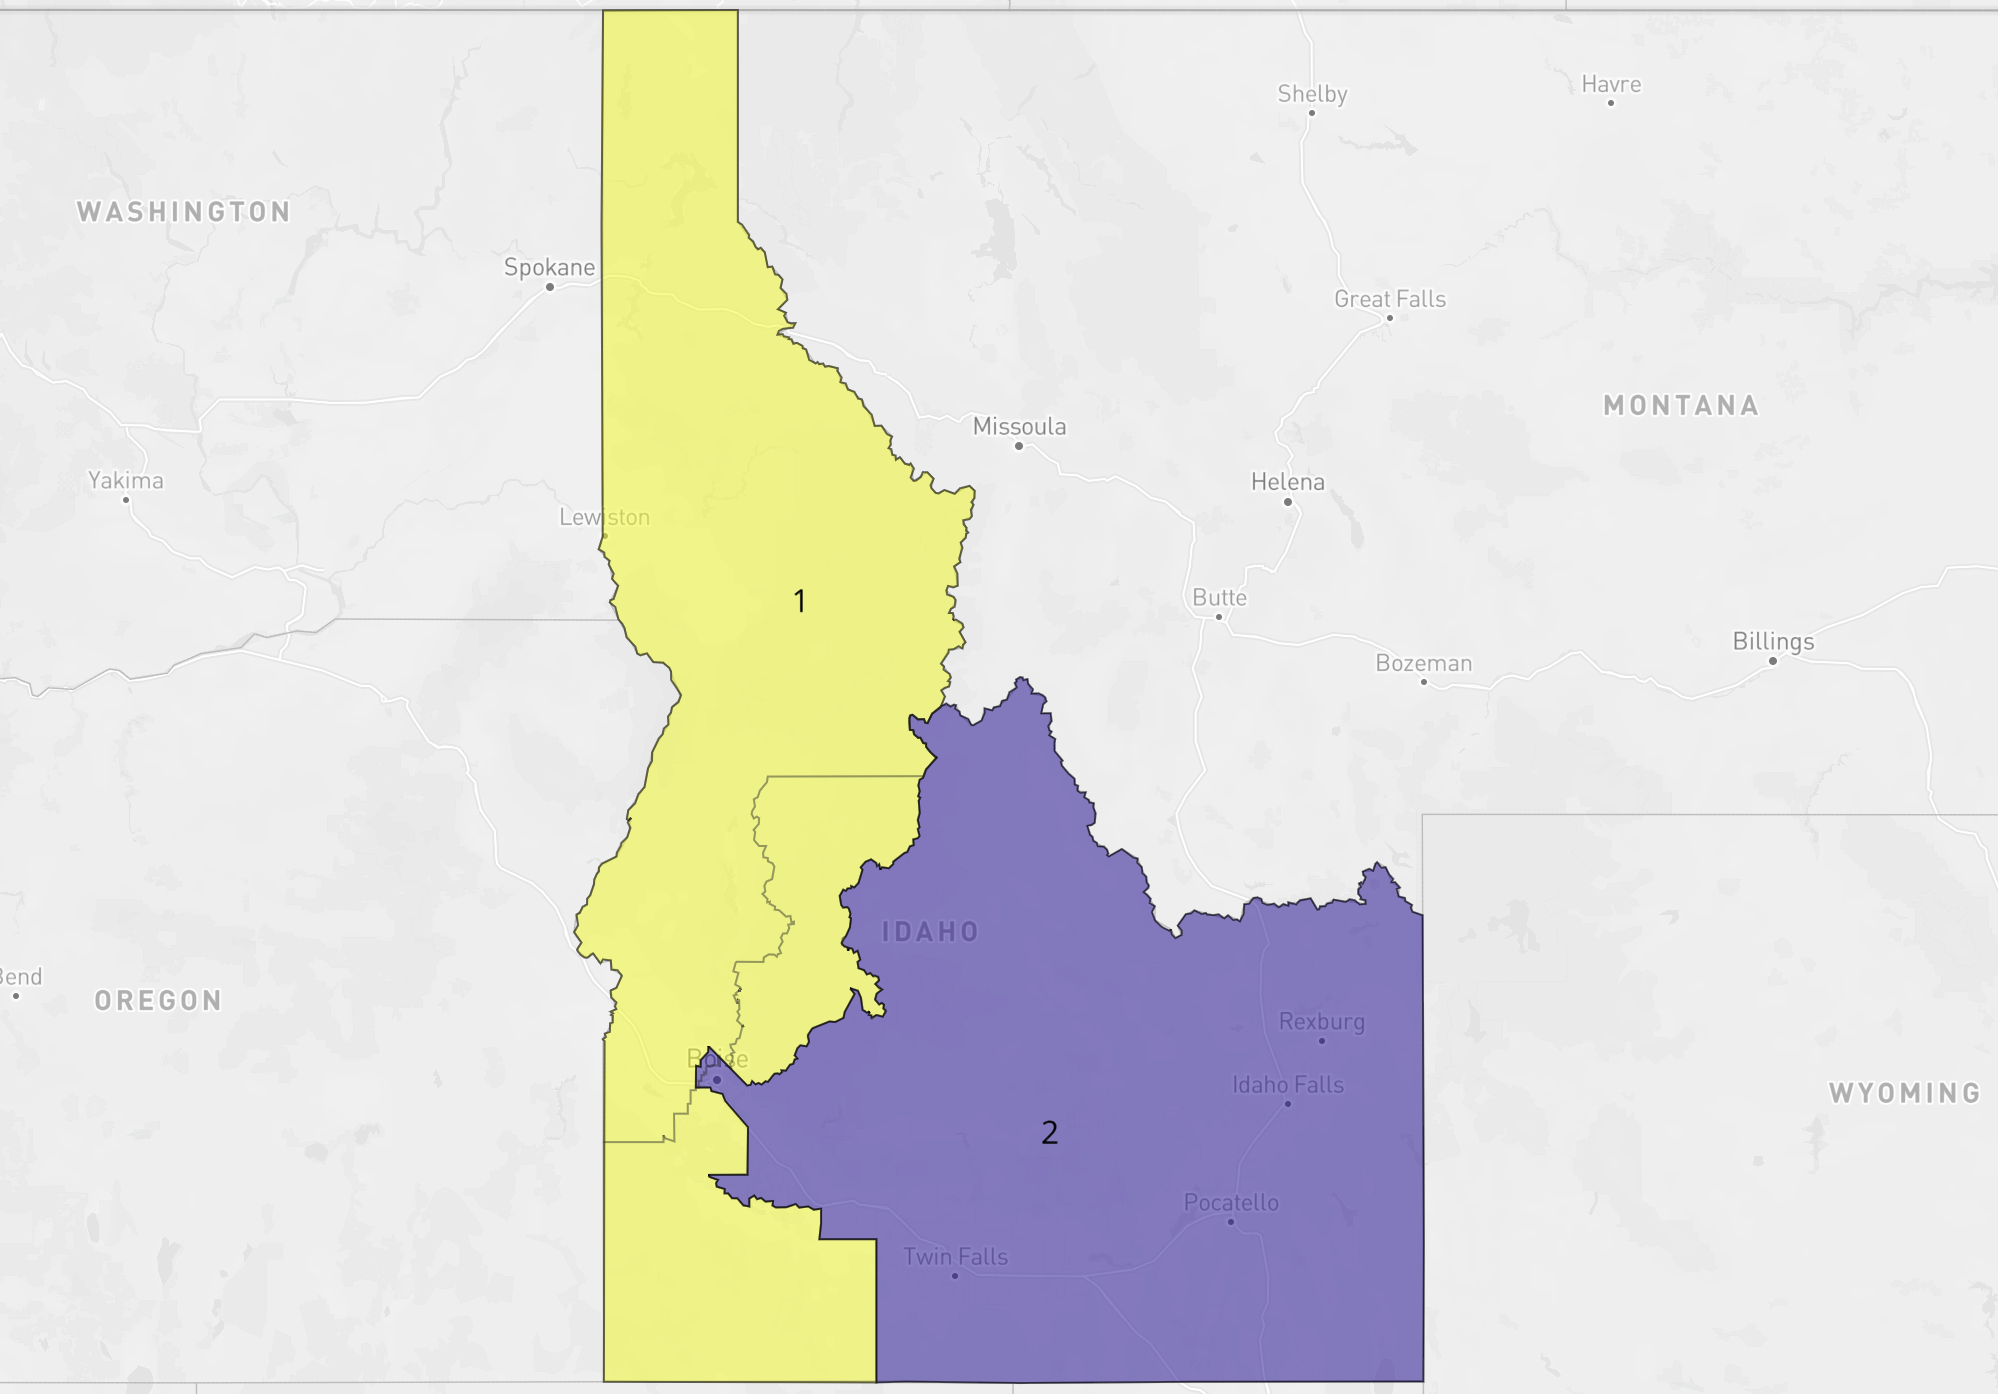 Shelby
Havre
WASHINGTON
Spokane
Great Falls
MONTANA
Missoula
Yakima
Helena
Lewiston
1
Butte
Billings
Bozeman
IDAHO
Bend
OREGON
Rexburg
Boise
Idaho Falls
WYOMING
2
Pocatello
Twin Falls